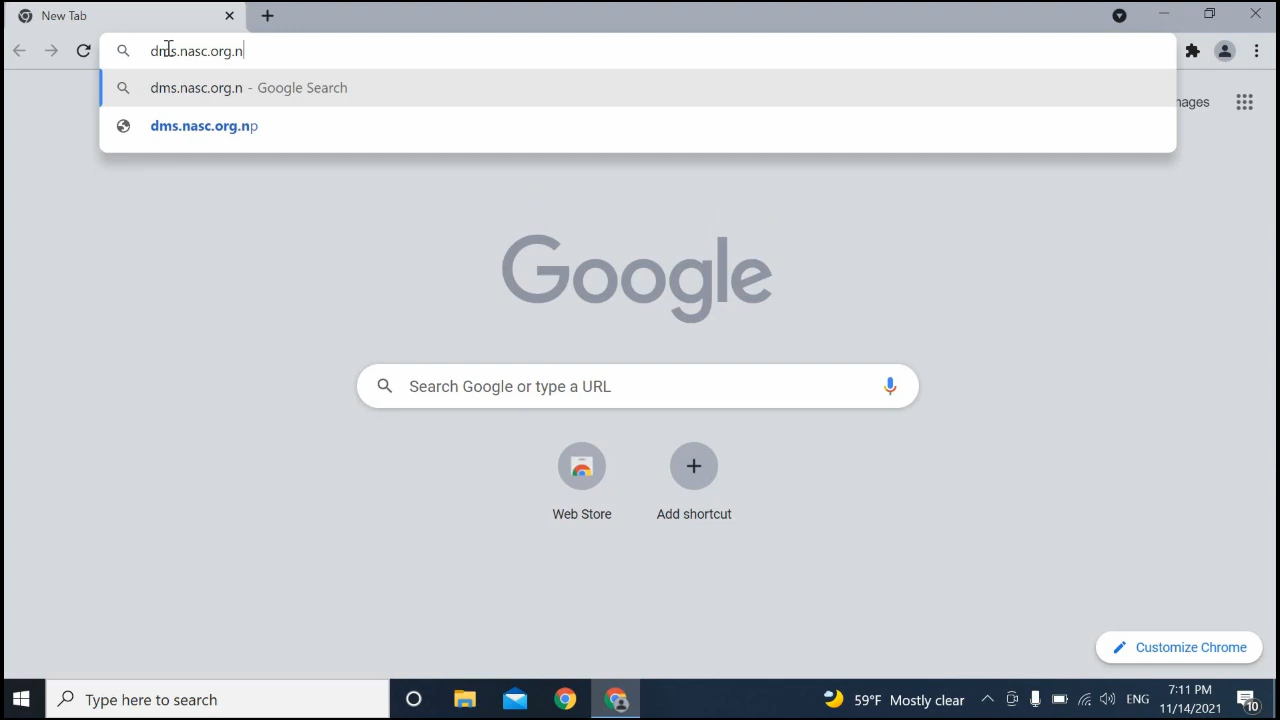 New Tab
dms.nasc.org.n
dms.nasc.org.n - Google Search
dms.nasc.org.np
mages
Google
Search Google or type a URL
Web Store
Add shortcut
Customize Chrome
Type here to search
59°F Mostly clear
ENG
7:11 PM
11/14/2021
10